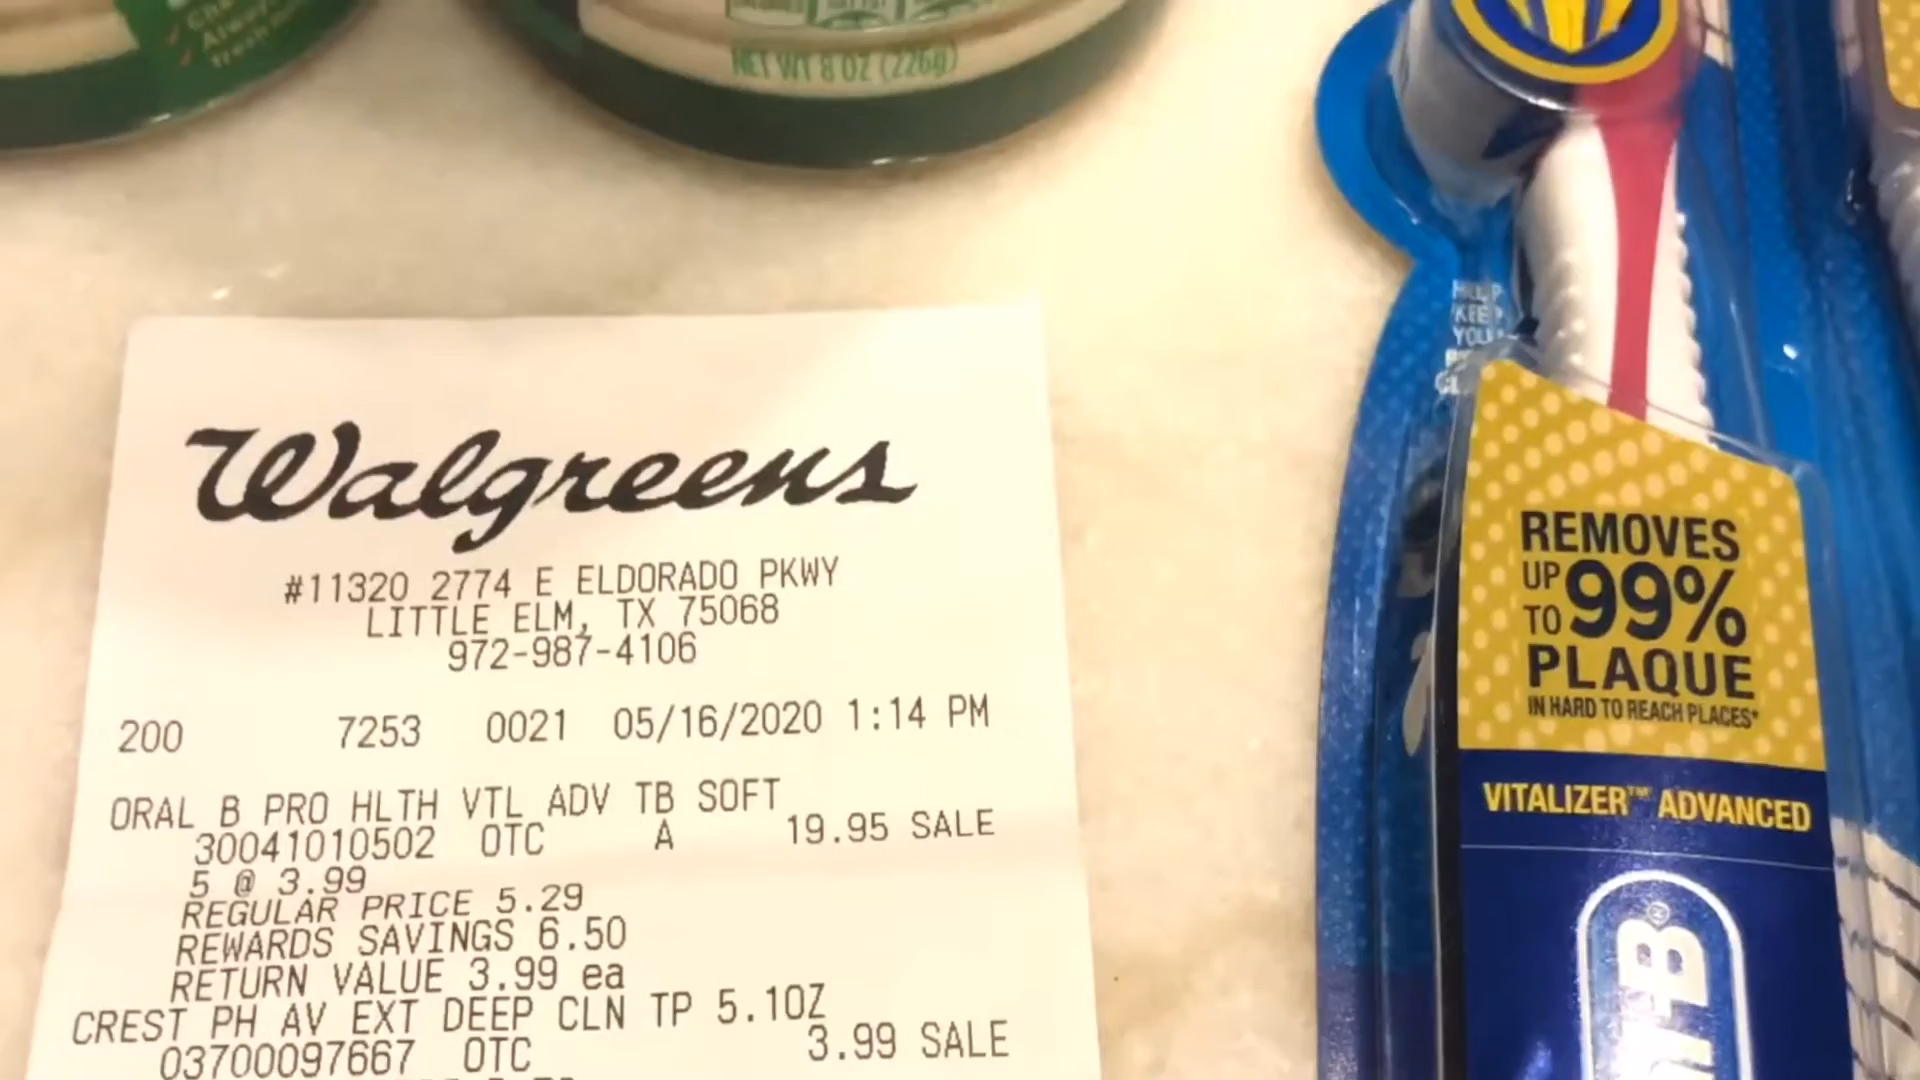 NET WT 8 OZ (226g)
Walgreens
#11320 2774 E ELDORADO PKWY
LITTLE ELM, TX 75068
972-987-4106
200 7253 0021 05/16/2020 1:14 PM
ORAL B PRO HLTH VTL ADV TB SOFT
30041010502 OTC A 19.95 SALE
5 @ 3.99
REGULAR PRICE 5.29
REWARDS SAVINGS 6.50
RETURN VALUE 3.99 ea
CREST PH AV EXT DEEP CLN TP 5.1OZ
03700097667 OTC 3.99 SALE
HELP
KEEP
YOU
REMOVES
UP TO 99%
PLAQUE
IN HARD TO REACH PLACES*
VITALIZER™ ADVANCED